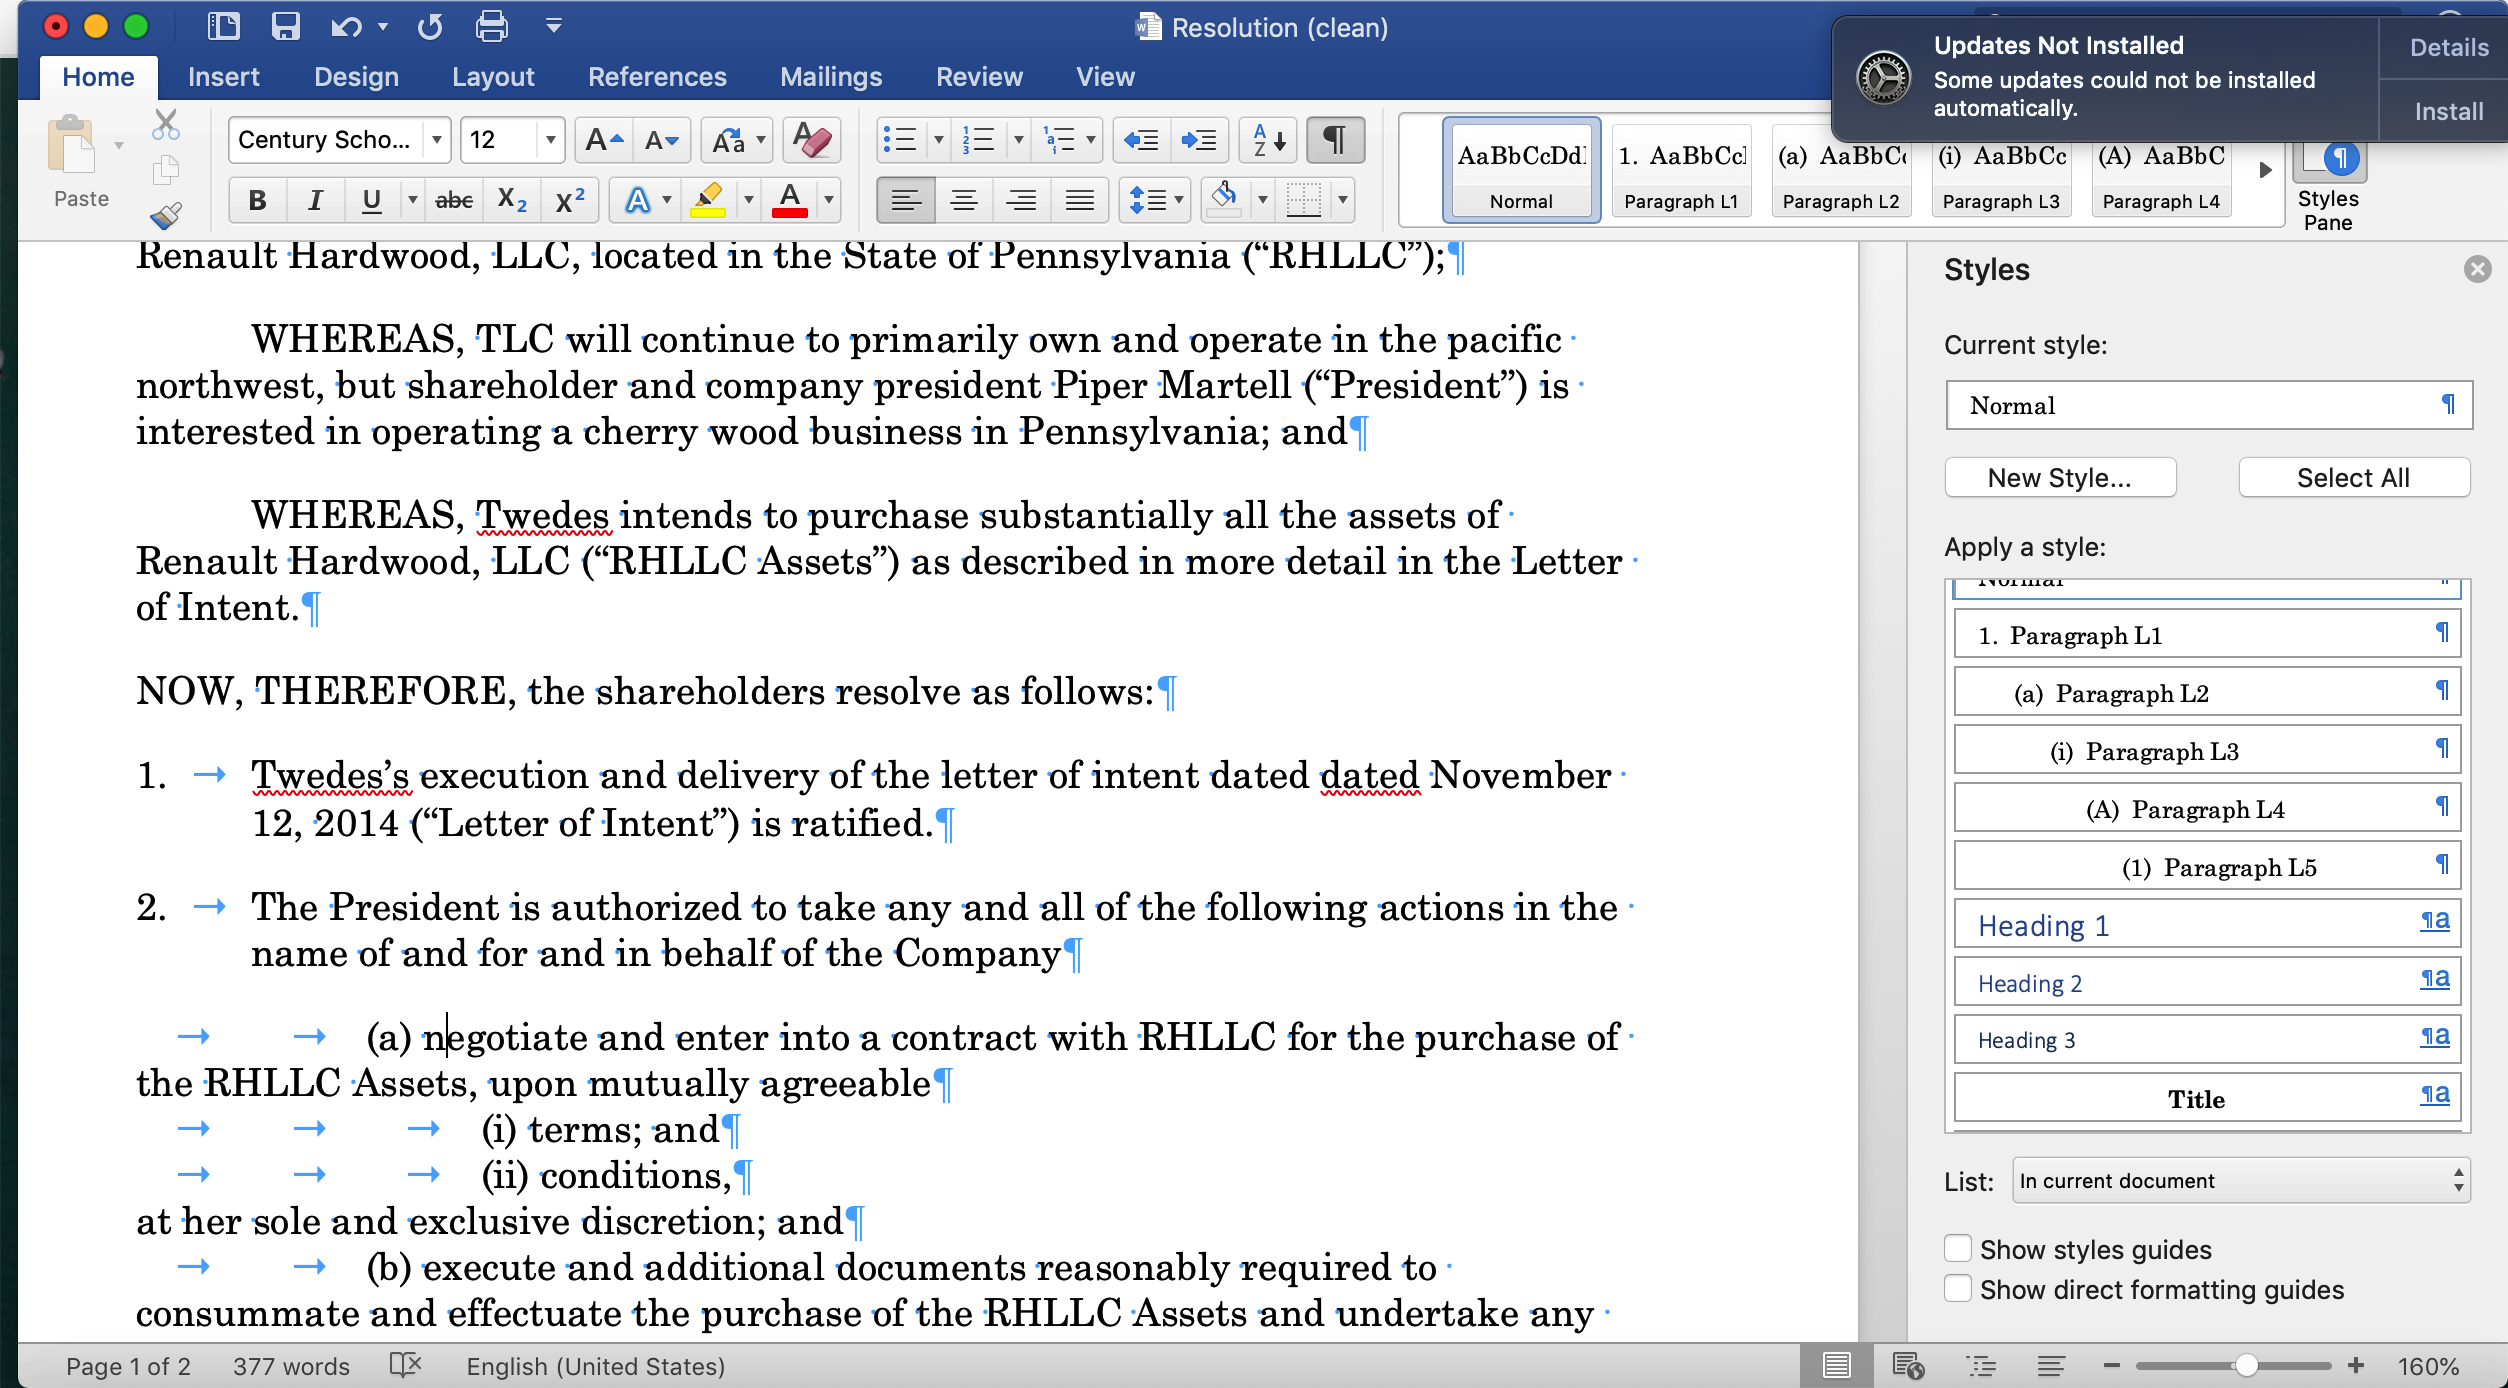 Resolution (clean)
Updates Not Installed
Some updates could not be installed
automatically.
Details
Install
Home Insert Design Layout References Mailings Review View
Paste
Century Scho... 12
A A Aa A
B I U abc X2 X2 A A
A Z ¶
AaBbCcDd
Normal
1. AaBbCc
Paragraph L1
(a) AaBbC
Paragraph L2
(i) AaBbCc
Paragraph L3
(A) AaBbC
Paragraph L4
Styles
Pane
Renault Hardwood, LLC, located in the State of Pennsylvania (“RHLLC”);¶
WHEREAS, TLC will continue to primarily own and operate in the pacific
northwest, but shareholder and company president Piper Martell (“President”) is
interested in operating a cherry wood business in Pennsylvania; and¶
WHEREAS, Twedes intends to purchase substantially all the assets of
Renault Hardwood, LLC (“RHLLC Assets”) as described in more detail in the Letter
of Intent.¶
NOW, THEREFORE, the shareholders resolve as follows:¶
1. → Twedes’s execution and delivery of the letter of intent dated dated November
12, 2014 (“Letter of Intent”) is ratified.¶
2. → The President is authorized to take any and all of the following actions in the
name of and for and in behalf of the Company¶
→ → (a) negotiate and enter into a contract with RHLLC for the purchase of
the RHLLC Assets, upon mutually agreeable¶
→ → → (i) terms; and¶
→ → → (ii) conditions,¶
at her sole and exclusive discretion; and¶
→ → (b) execute and additional documents reasonably required to
consummate and effectuate the purchase of the RHLLC Assets and undertake any
Styles
Current style:
Normal ¶
New Style... Select All
Apply a style:
Normal
1. Paragraph L1 ¶
(a) Paragraph L2 ¶
(i) Paragraph L3 ¶
(A) Paragraph L4 ¶
(1) Paragraph L5 ¶
Heading 1 ¶a
Heading 2 ¶a
Heading 3 ¶a
Title ¶a
List: In current document
Show styles guides
Show direct formatting guides
Page 1 of 2 377 words English (United States) 160%